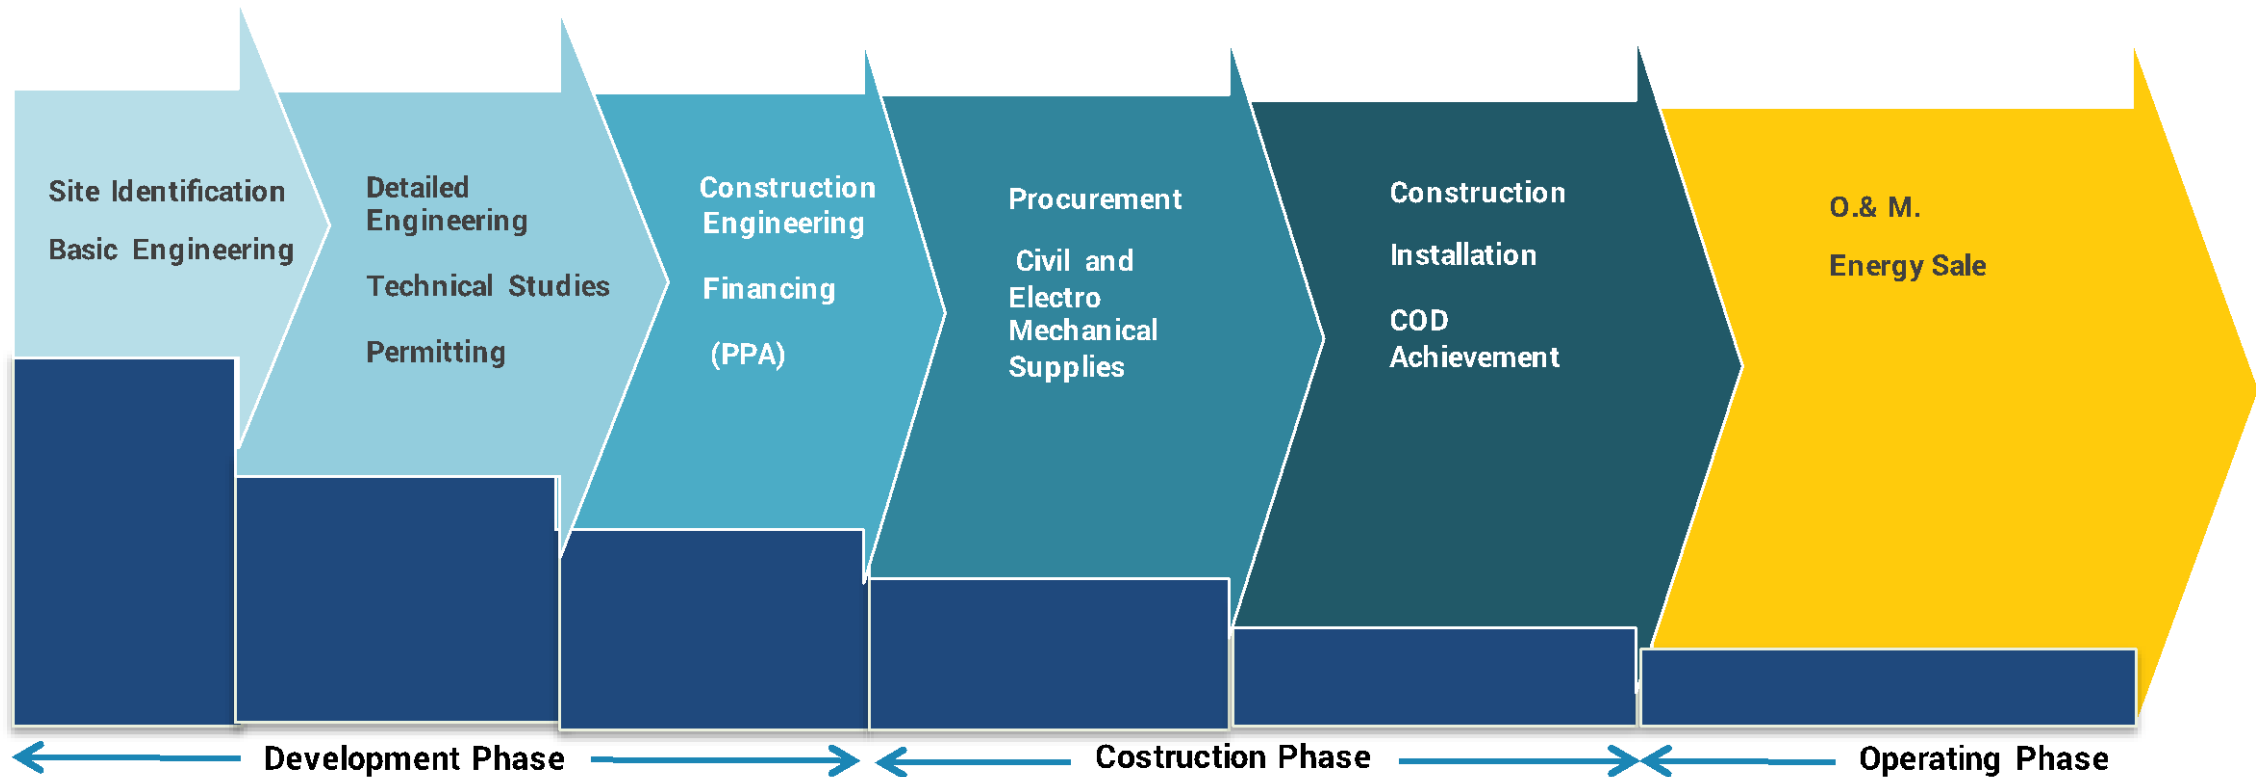 Site Identification
Basic Engineering
Detailed
Engineering
Technical Studies
Permitting
Construction
Engineering
Financing
(PPA)
Procurement
Civil and
Electro
Mechanical
Supplies
Construction
Installation
COD
Achievement
O.& M.
Energy Sale
Development Phase
Costruction Phase
Operating Phase